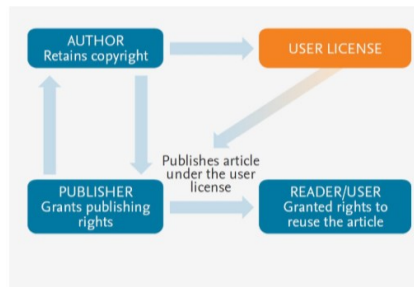 AUTHOR
Retains copyright
USER LICENSE
Publishes article
under the user
license
PUBLISHER
Grants publishing
rights
READER/USER
Granted rights to
reuse the article